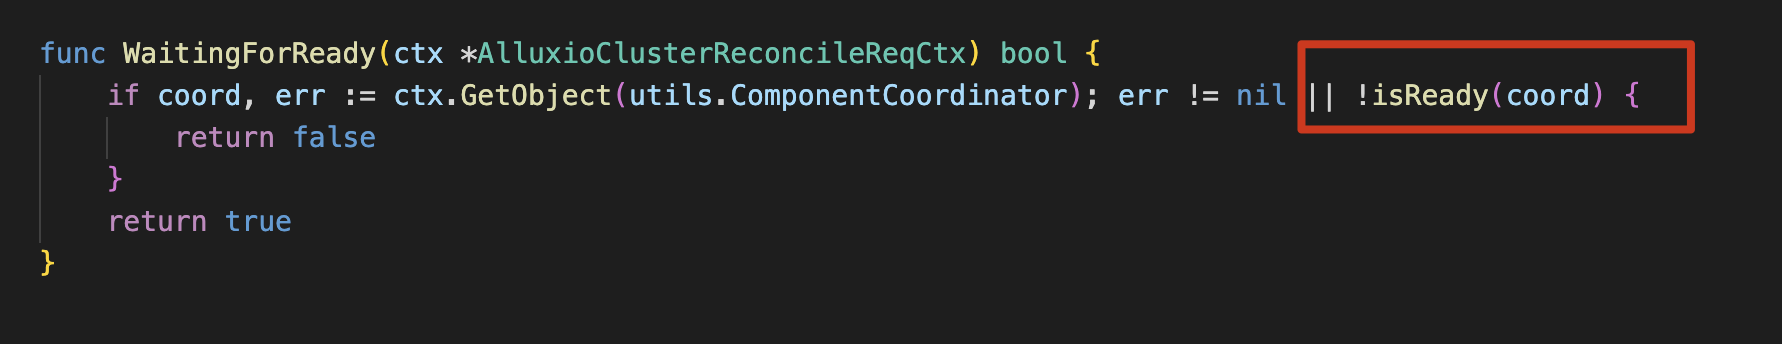 func WaitingForReady(ctx *AlluxioClusterReconcileReqCtx) bool {
    if coord, err := ctx.GetObject(utils.ComponentCoordinator); err != nil || !isReady(coord) {
        return false
    }
    return true
}